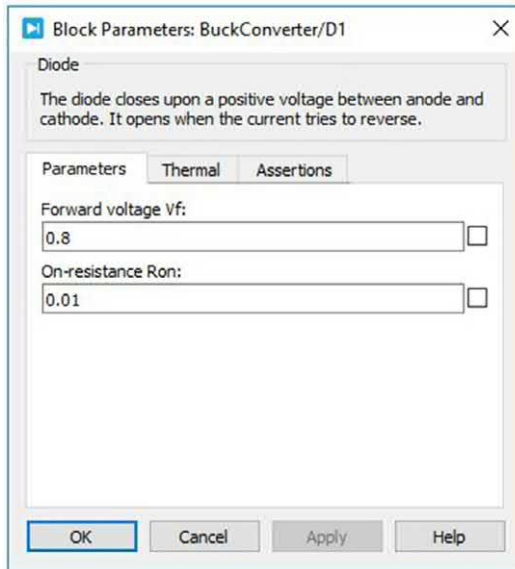 Block Parameters: BuckConverter/D1
Diode
The diode closes upon a positive voltage between anode and
cathode. It opens when the current tries to reverse.
Parameters Thermal Assertions
Forward voltage Vf:
0.8
On-resistance Ron:
0.01
OK Cancel Apply Help